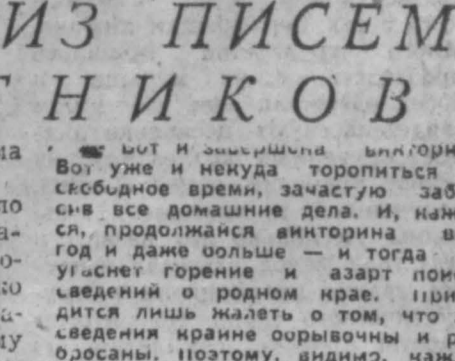 ИЗ ПИСЕМ
НИКОВ
Вот и завершена виктори
Вот уже и некуда торопиться
свободное время, зачастую заб
сив все домашние дела. И, каж
ся, продолжайся викторина в
год и даже больше — и тогда
угаснет горение и азарт пои
сведений о родном крае. При
дится лишь жалеть о том, что
сведения крайне обрывочны и р
бросаны. Поэтому, видимо, каж